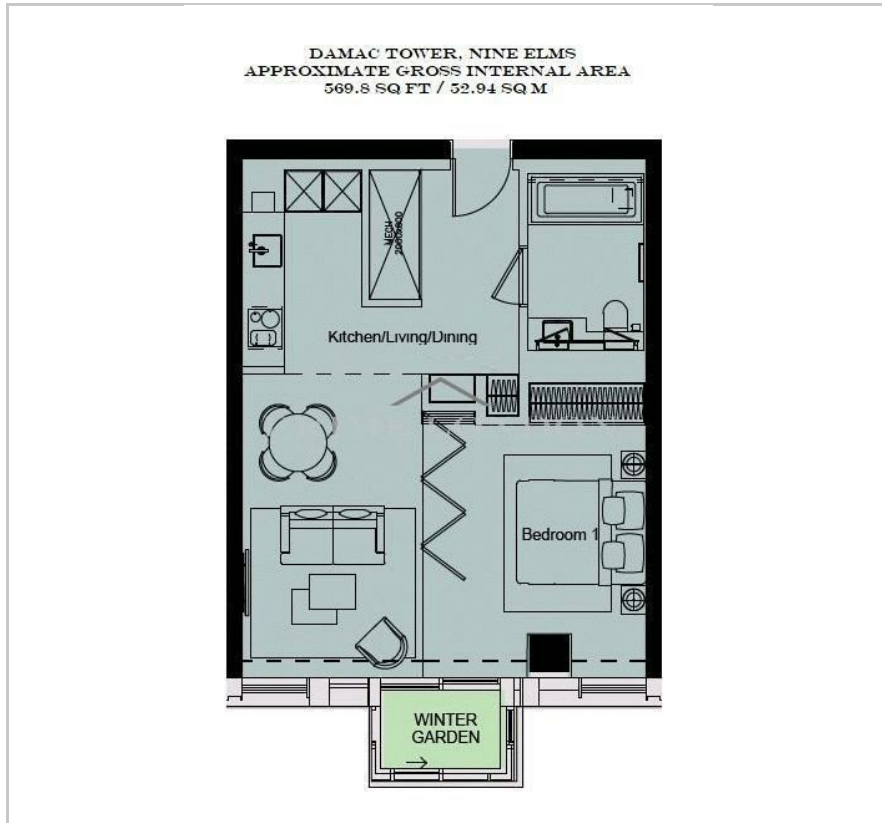 DAMAC TOWER, NINE ELMS
APPROXIMATE GROSS INTERNAL AREA
569.8 SQ FT / 52.94 SQ M
MECH
Kitchen/Living/Dining
Bedroom 1
WINTER
GARDEN